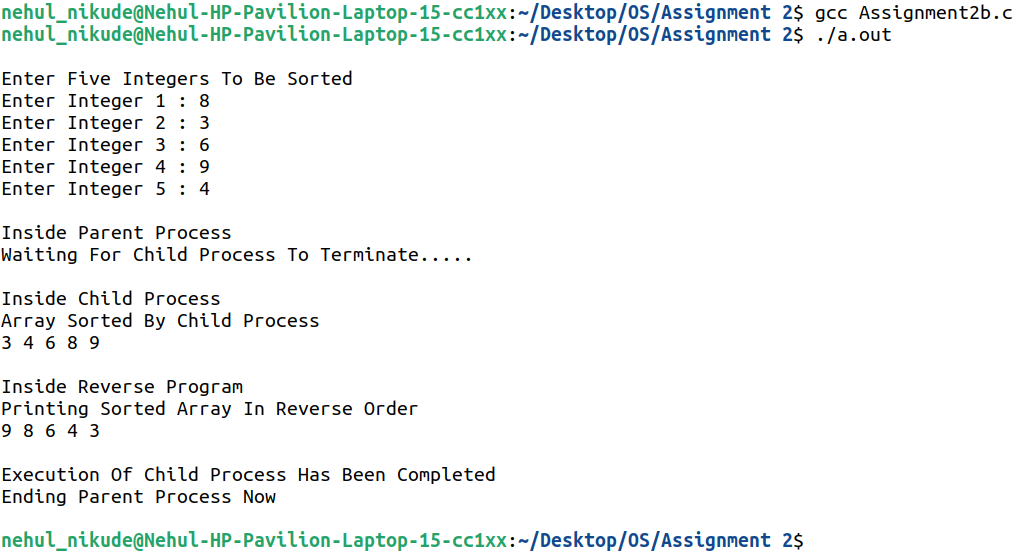 nehul_nikude@Nehul-HP-Pavilion-Laptop-15-cc1xx:~/Desktop/OS/Assignment 2$ gcc Assignment2b.c
nehul_nikude@Nehul-HP-Pavilion-Laptop-15-cc1xx:~/Desktop/OS/Assignment 2$ ./a.out
Enter Five Integers To Be Sorted
Enter Integer 1 : 8
Enter Integer 2 : 3
Enter Integer 3 : 6
Enter Integer 4 : 9
Enter Integer 5 : 4
Inside Parent Process
Waiting For Child Process To Terminate.....
Inside Child Process
Array Sorted By Child Process
3 4 6 8 9
Inside Reverse Program
Printing Sorted Array In Reverse Order
9 8 6 4 3
Execution Of Child Process Has Been Completed
Ending Parent Process Now
nehul_nikude@Nehul-HP-Pavilion-Laptop-15-cc1xx:~/Desktop/OS/Assignment 2$